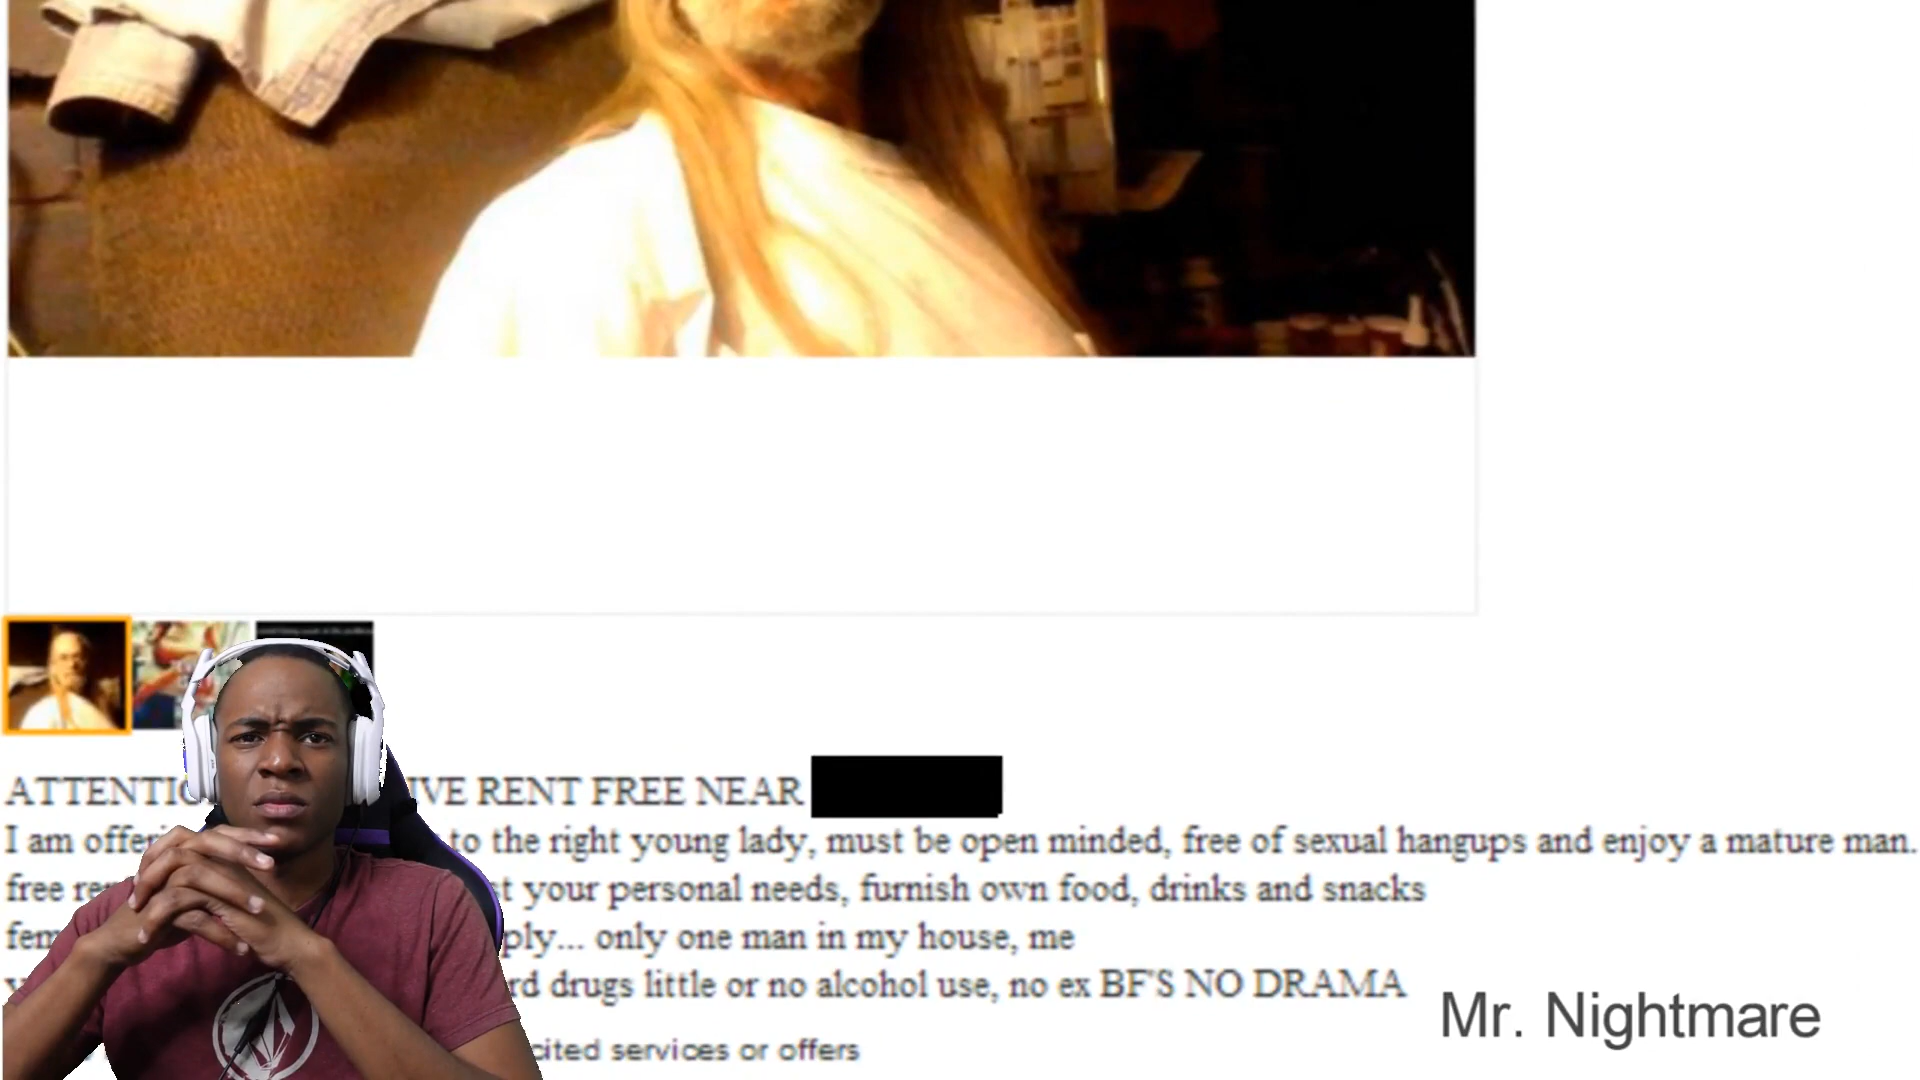 ATTENTIO IVE RENT FREE NEAR
I am offeri to the right young lady, must be open minded, free of sexual hangups and enjoy a mature man.
free re t your personal needs, furnish own food, drinks and snacks
fem ply... only one man in my house, me
rd drugs little or no alcohol use, no ex BF'S NO DRAMA
Mr. Nightmare
cited services or offers